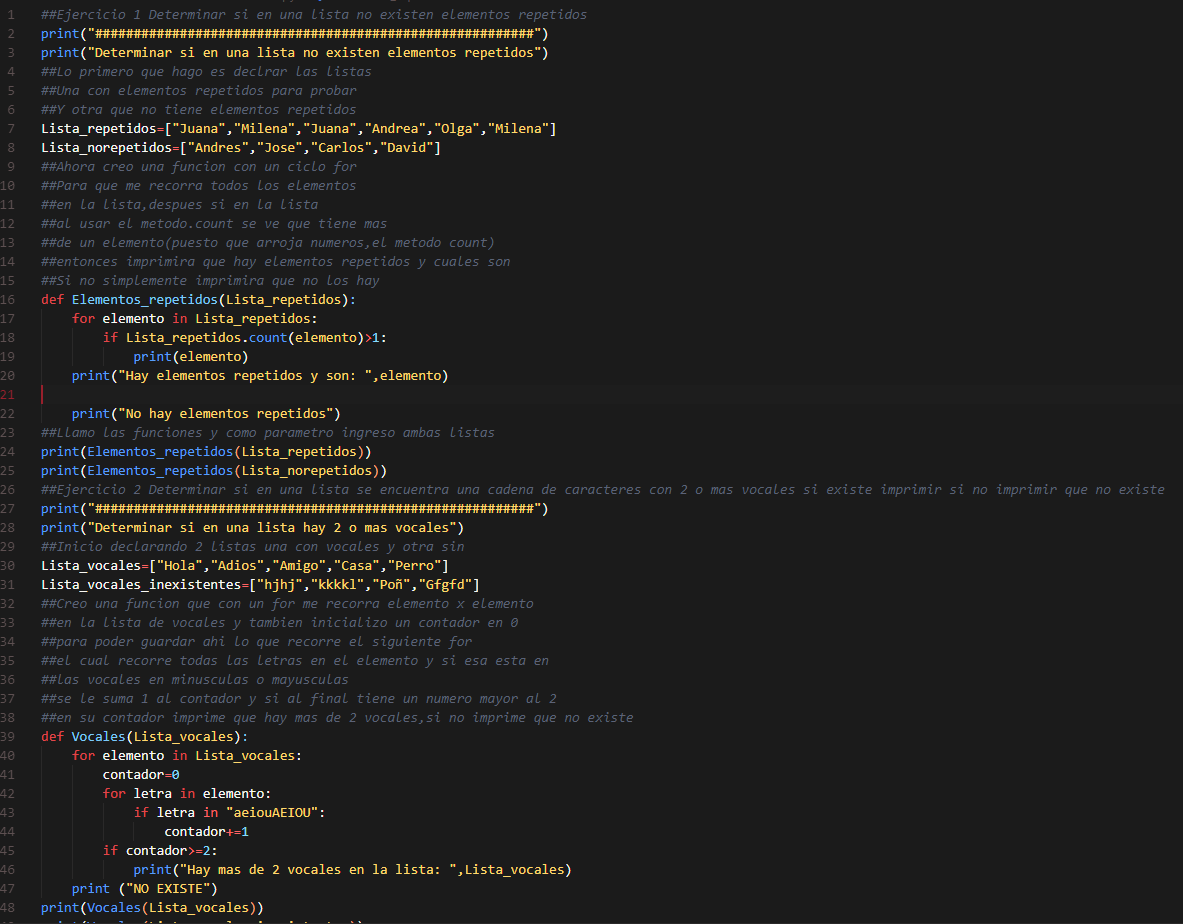 1 ##Ejercicio 1 Determinar si en una lista no existen elementos repetidos
2 print("#########################################################")
3 print("Determinar si en una lista no existen elementos repetidos")
4 ##Lo primero que hago es declrar las listas
5 ##Una con elementos repetidos para probar
6 ##Y otra que no tiene elementos repetidos
7 Lista_repetidos=["Juana","Milena","Juana","Andrea","Olga","Milena"]
8 Lista_norepetidos=["Andres","Jose","Carlos","David"]
9 ##Ahora creo una funcion con un ciclo for
10 ##Para que me recorra todos los elementos
11 ##en la lista,despues si en la lista
12 ##al usar el metodo.count se ve que tiene mas
13 ##de un elemento(puesto que arroja numeros,el metodo count)
14 ##entonces imprimira que hay elementos repetidos y cuales son
15 ##Si no simplemente imprimira que no los hay
16 def Elementos_repetidos(Lista_repetidos):
17     for elemento in Lista_repetidos:
18         if Lista_repetidos.count(elemento)>1:
19             print(elemento)
20     print("Hay elementos repetidos y son: ",elemento)
21
22     print("No hay elementos repetidos")
23 ##Llamo las funciones y como parametro ingreso ambas listas
24 print(Elementos_repetidos(Lista_repetidos))
25 print(Elementos_repetidos(Lista_norepetidos))
26 ##Ejercicio 2 Determinar si en una lista se encuentra una cadena de caracteres con 2 o mas vocales si existe imprimir si no imprimir que no existe
27 print("#########################################################")
28 print("Determinar si en una lista hay 2 o mas vocales")
29 ##Inicio declarando 2 listas una con vocales y otra sin
30 Lista_vocales=["Hola","Adios","Amigo","Casa","Perro"]
31 Lista_vocales_inexistentes=["hjhj","kkkkl","Poñ","Gfgfd"]
32 ##Creo una funcion que con un for me recorra elemento x elemento
33 ##en la lista de vocales y tambien inicializo un contador en 0
34 ##para poder guardar ahi lo que recorre el siguiente for
35 ##el cual recorre todas las letras en el elemento y si esa esta en
36 ##las vocales en minusculas o mayusculas
37 ##se le suma 1 al contador y si al final tiene un numero mayor al 2
38 ##en su contador imprime que hay mas de 2 vocales,si no imprime que no existe
39 def Vocales(Lista_vocales):
40     for elemento in Lista_vocales:
41         contador=0
42         for letra in elemento:
43             if letra in "aeiouAEIOU":
44                 contador+=1
45         if contador>=2:
46             print("Hay mas de 2 vocales en la lista: ",Lista_vocales)
47     print ("NO EXISTE")
48 print(Vocales(Lista_vocales))